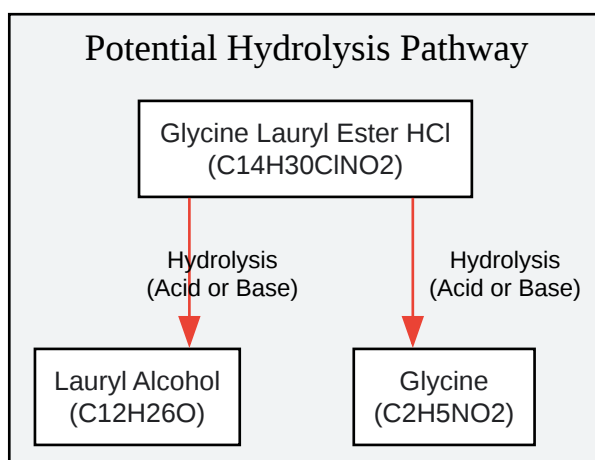 Potential Hydrolysis Pathway
Glycine Lauryl Ester HCl
(C14H30ClNO2)
Hydrolysis
(Acid or Base)
Hydrolysis
(Acid or Base)
Lauryl Alcohol
(C12H26O)
Glycine
(C2H5NO2)